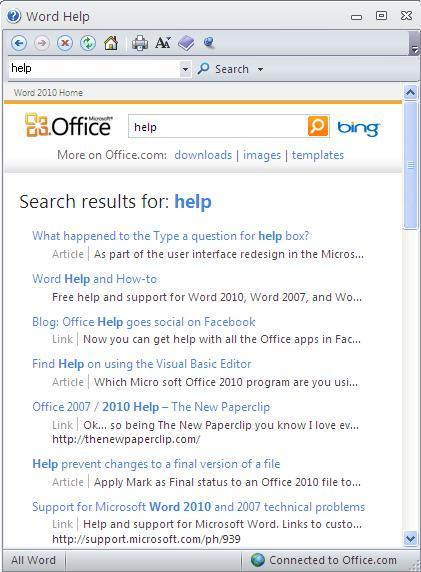 Word Help
help
Search
Word 2010 Home
Office
Microsoft
help
bing
More on Office.com: downloads | images | templates
Search results for: help
What happened to the Type a question for help box?
Article | As part of the user interface redesign in the Micros...
Word Help and How-to
Free help and support for Word 2010, Word 2007, and Wo...
Blog: Office Help goes social on Facebook
Link | Now you can get help with all the Office apps in Fac...
Find Help on using the Visual Basic Editor
Article | Which Micro soft Office 2010 program are you usi...
Office 2007 / 2010 Help – The New Paperclip
Link | Ok... so being The New Paperclip you know I love ev...
http://thenewpaperclip.com/
Help prevent changes to a final version of a file
Article | Apply Mark as Final status to an Office 2010 file to...
Support for Microsoft Word 2010 and 2007 technical problems
Link | Help and support for Microsoft Word. Links to custo...
http://support.microsoft.com/ph/939
All Word
Connected to Office.com